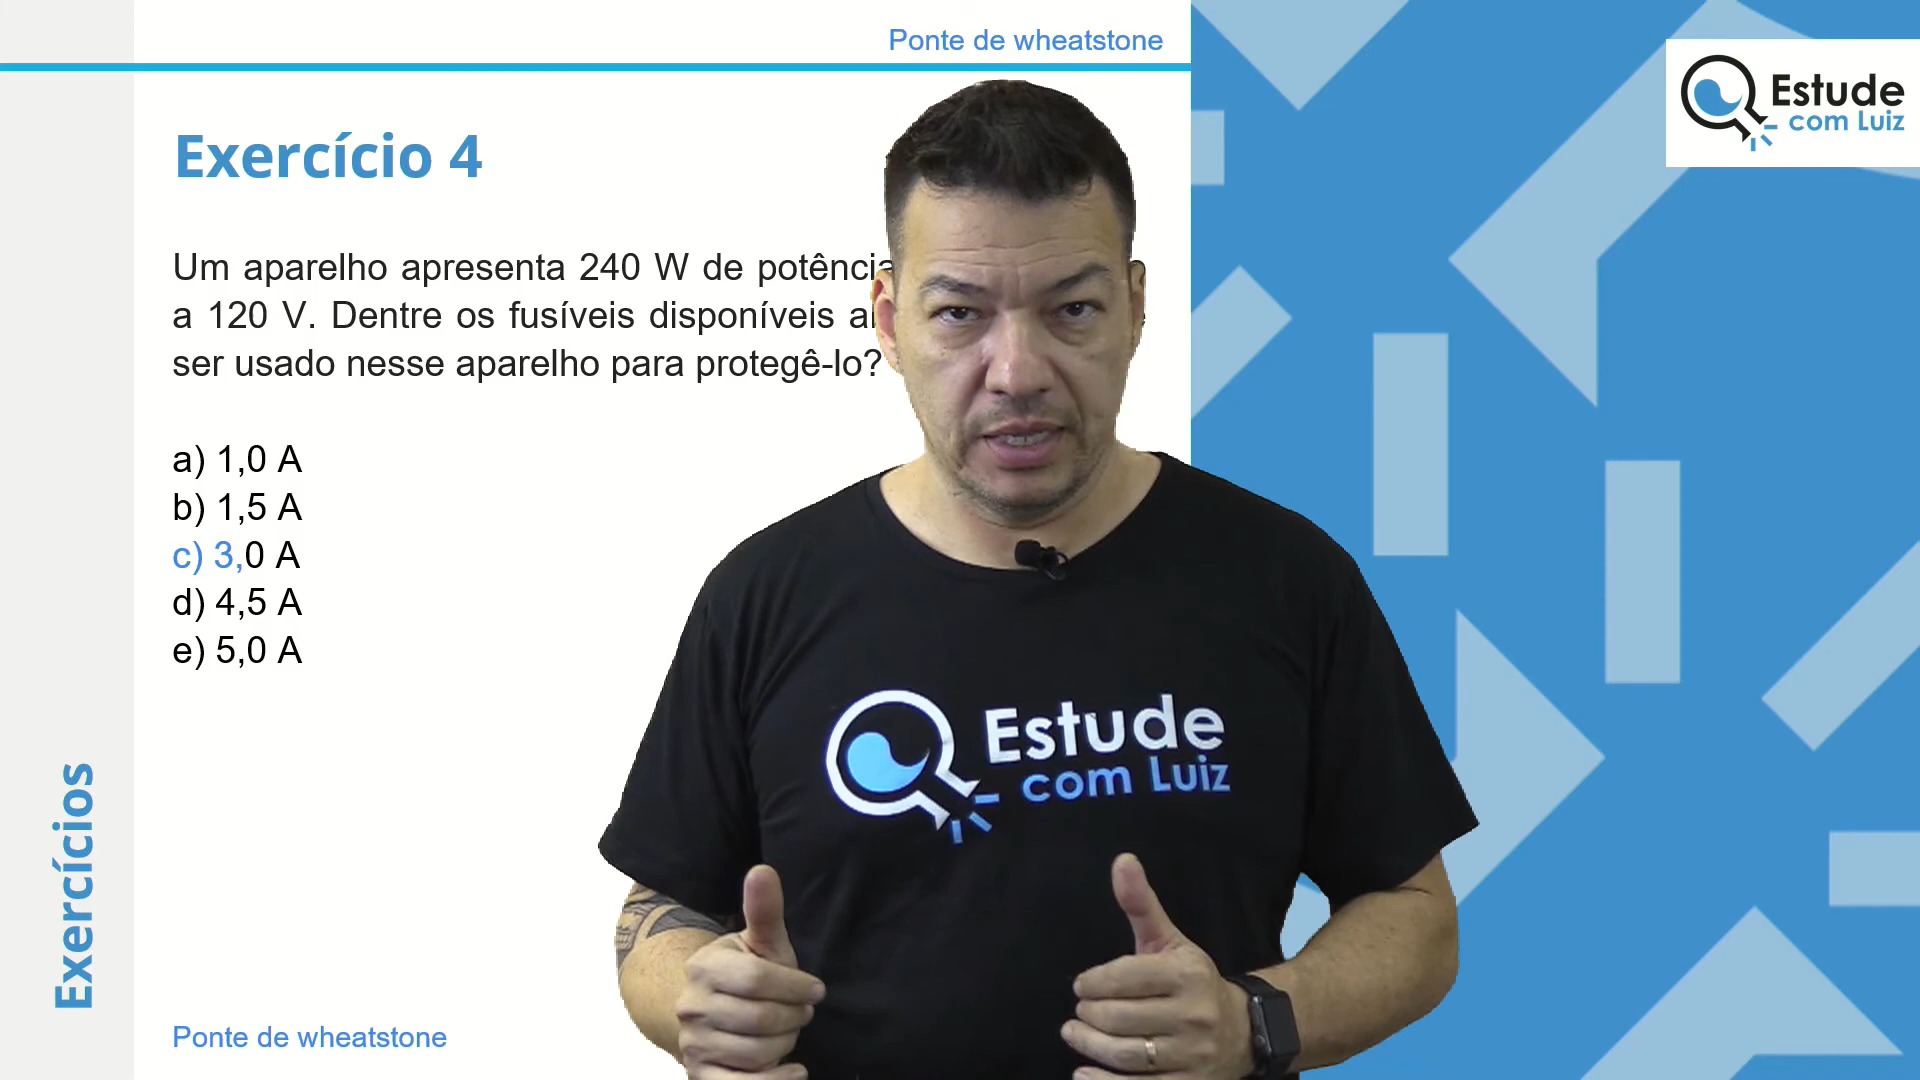 Ponte de wheatstone
Estude
com Luiz
Exercício 4
Um aparelho apresenta 240 W de potência
a 120 V. Dentre os fusíveis disponíveis
ser usado nesse aparelho para protegê-lo?
a) 1,0 A
b) 1,5 A
c) 3,0 A
d) 4,5 A
e) 5,0 A
Estude
com Luiz
Exercícios
Ponte de wheatstone